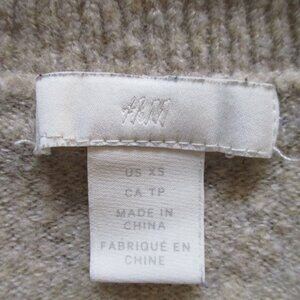 H&M
US XS
CA TP
MADE IN
CHINA
FABRIQUÉ EN
CHINE